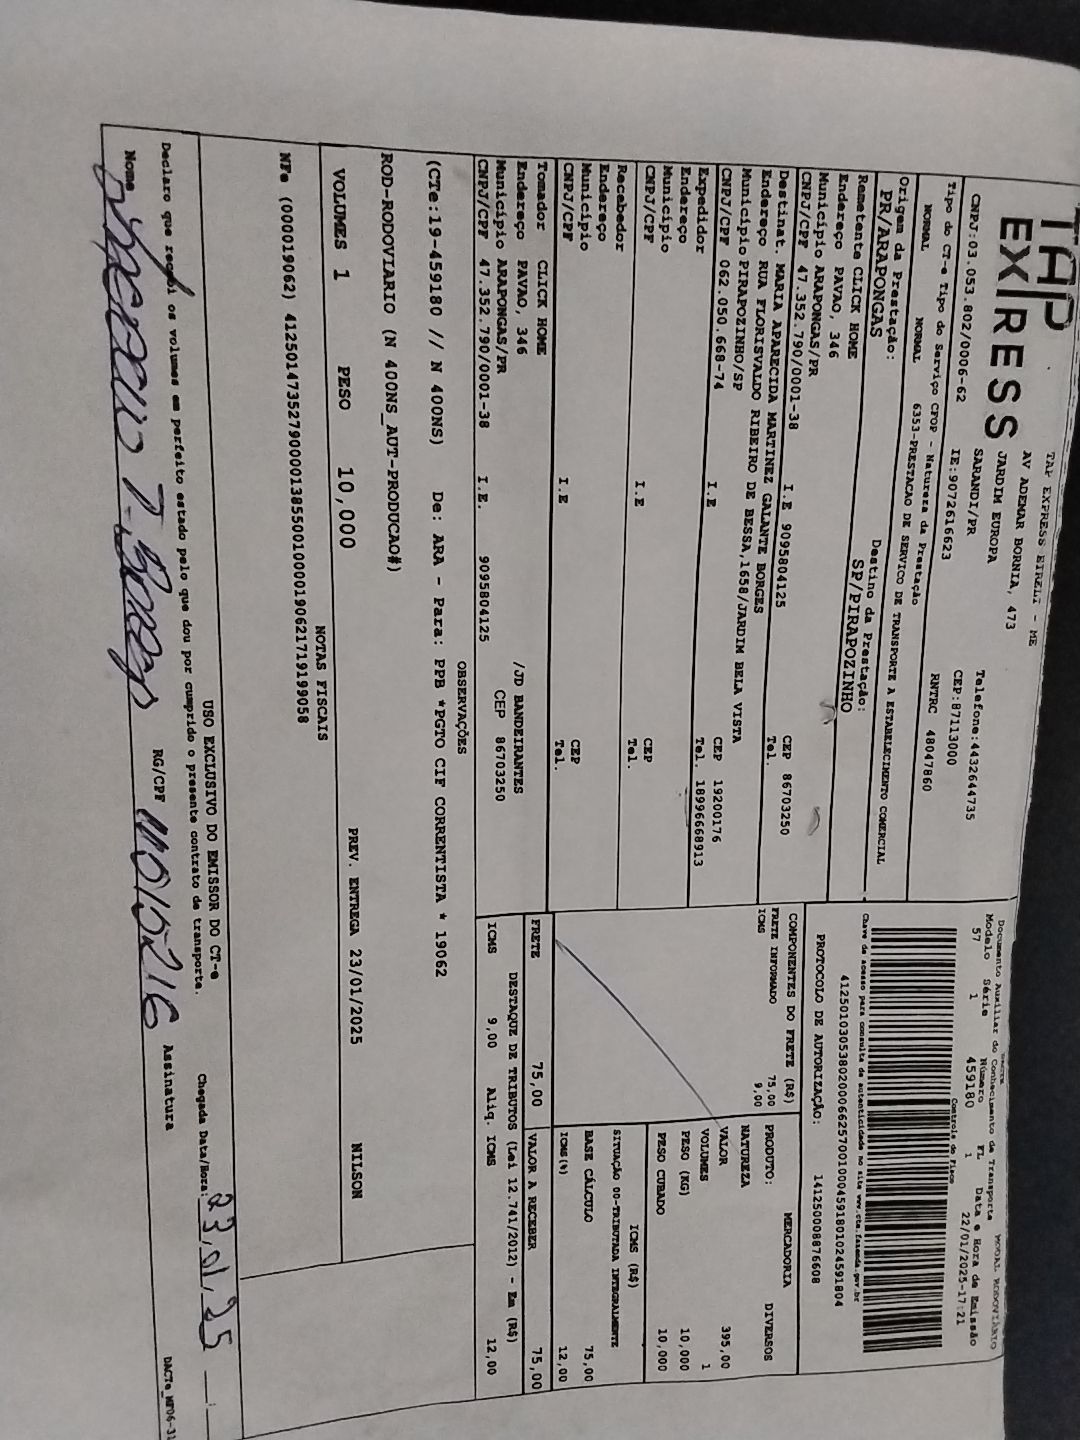 TAP
EXPRESS
TAP EXPRESS EIRELI - ME
AV ADEMAR BORNIA, 473
JARDIM EUROPA
SARANDI/PR
Telefone:4432644735
CEP:87113000
CNPJ:03.053.802/0006-62 IE:9072616623 RNTRC 48047860
Tipo do CT-e Tipo do Serviço CFOP - Natureza da Prestação
NORMAL NORMAL 6353-PRESTACAO DE SERVICO DE TRANSPORTE A ESTABELECIMENTO COMERCIAL
Origem da Prestação: Destino da Prestação:
PR/ARAPONGAS SP/PIRAPOZINHO
Remetente CLICK HOME
Endereço PAVAO, 346
Município ARAPONGAS/PR CEP 86703250
CNPJ/CPF 47.352.790/0001-38 I.E 9095804125 Tel.
Destinat. MARIA APARECIDA MARTINEZ GALANTE BORGES
Endereço RUA FLORISVALDO RIBEIRO DE BESSA,1658/JARDIM BELA VISTA
Município PIRAPOZINHO/SP CEP 19200176
CNPJ/CPF 062.050.668-74 I.E Tel. 18996668913
Expedidor
Endereço
Município CEP
CNPJ/CPF I.E Tel.
Recebedor
Endereço
Município CEP
CNPJ/CPF I.E Tel.
Tomador CLICK HOME
Endereço PAVAO, 346 /JD BANDEIRANTES
Município ARAPONGAS/PR CEP 86703250
CNPJ/CPF 47.352.790/0001-38 I.E. 9095804125
Documento Auxiliar do Conhecimento de Transporte MODAL RODOVIÁRIO
Modelo Série Número FL Data e Hora de Emissão
57 1 459180 1 22/01/2025-17:21
Controle do Fisco
Chave de acesso para consulta de autenticidade no site www.cte.fazenda.gov.br
41250103053802000662570010004591801024591804
PROTOCOLO DE AUTORIZAÇÃO: 141250008876608
COMPONENTES DO FRETE (R$)
FRETE INFORMADO 75,00
ICMS 9,00
MERCADORIA
PRODUTO: DIVERSOS
NATUREZA
VALOR 395,00
VOLUMES 1
PESO (KG) 10,000
PESO CUBADO 10,000
ICMS (R$)
SITUAÇÃO 00-TRIBUTADA INTEGRALMENTE
BASE CÁLCULO 75,00
ICMS(%) 12,00
FRETE 75,00 VALOR A RECEBER 75,00
DESTAQUE DE TRIBUTOS (Lei 12.741/2012) - Em (R$)
ICMS 9,00 Aliq. ICMS 12,00
OBSERVAÇÕES
(CTe:19-459180 // N 400NS) De: ARA - Para: PPB *PGTO CIF CORRENTISTA * 19062
ROD-RODOVIARIO (N 400NS_AUT-PRODUCAO#)
VOLUMES 1 PESO 10,000 PREV. ENTREGA 23/01/2025 NILSON
NOTAS FISCAIS
NFe (000019062) 41250147352790000138550010000190621719199058
USO EXCLUSIVO DO EMISSOR DO CT-e
Declaro que recebi os volumes em perfeito estado pelo que dou por cumprido o presente contrato de transporte. Chegada Data/Hora: 23/01/25
Nome RG/CPF Assinatura